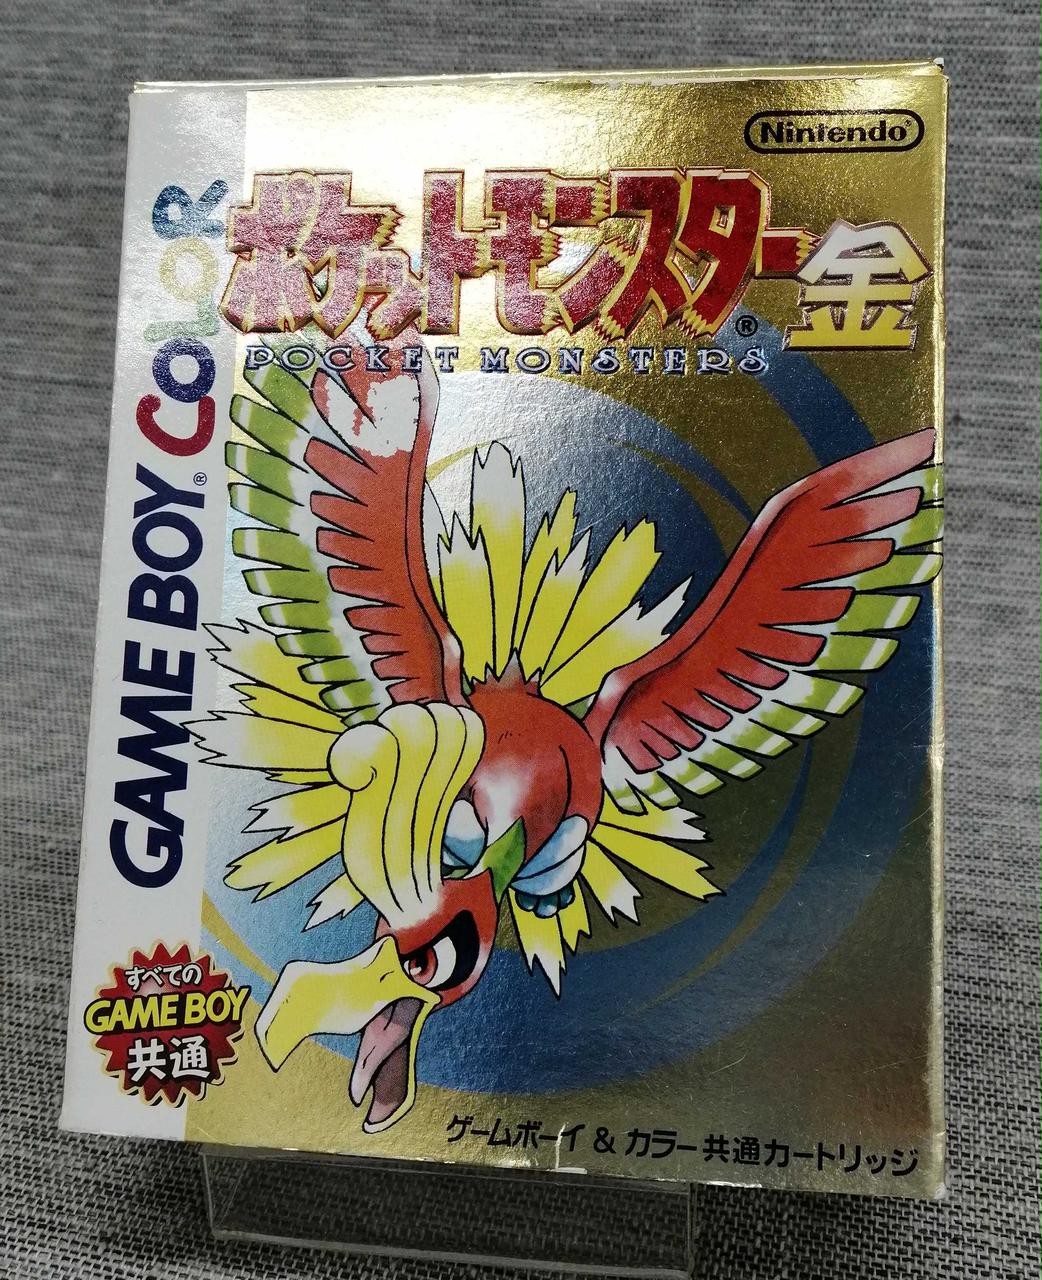 Nintendo®
ポケットモンスター金
®
POCKET MONSTERS
GAME BOY COLOR
®
すべての
GAME BOY
共通
ゲームボーイ & カラー共通カートリッジ